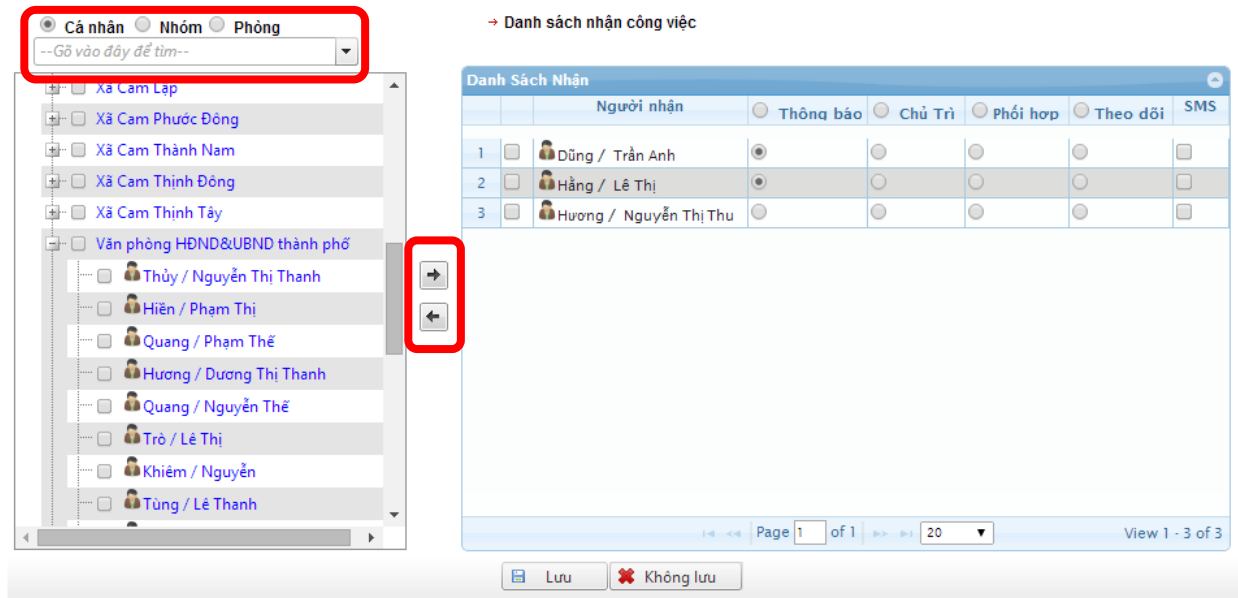 Cá nhân Nhóm Phòng
--Gõ vào đây để tìm--
Xã Cam Lập
Xã Cam Phước Đông
Xã Cam Thành Nam
Xã Cam Thịnh Đông
Xã Cam Thịnh Tây
Văn phòng HĐND&UBND thành phố
Thủy / Nguyễn Thị Thanh
Hiền / Phạm Thị
Quang / Phạm Thế
Hương / Dương Thị Thanh
Quang / Nguyễn Thế
Trò / Lê Thị
Khiêm / Nguyễn
Tùng / Lê Thanh
Danh sách nhận công việc
Danh Sách Nhận
Người nhận Thông báo Chủ Trì Phối hợp Theo dõi SMS
1 Dũng / Trần Anh
2 Hằng / Lê Thị
3 Hương / Nguyễn Thị Thu
Page 1 of 1 20 View 1 - 3 of 3
Lưu Không lưu